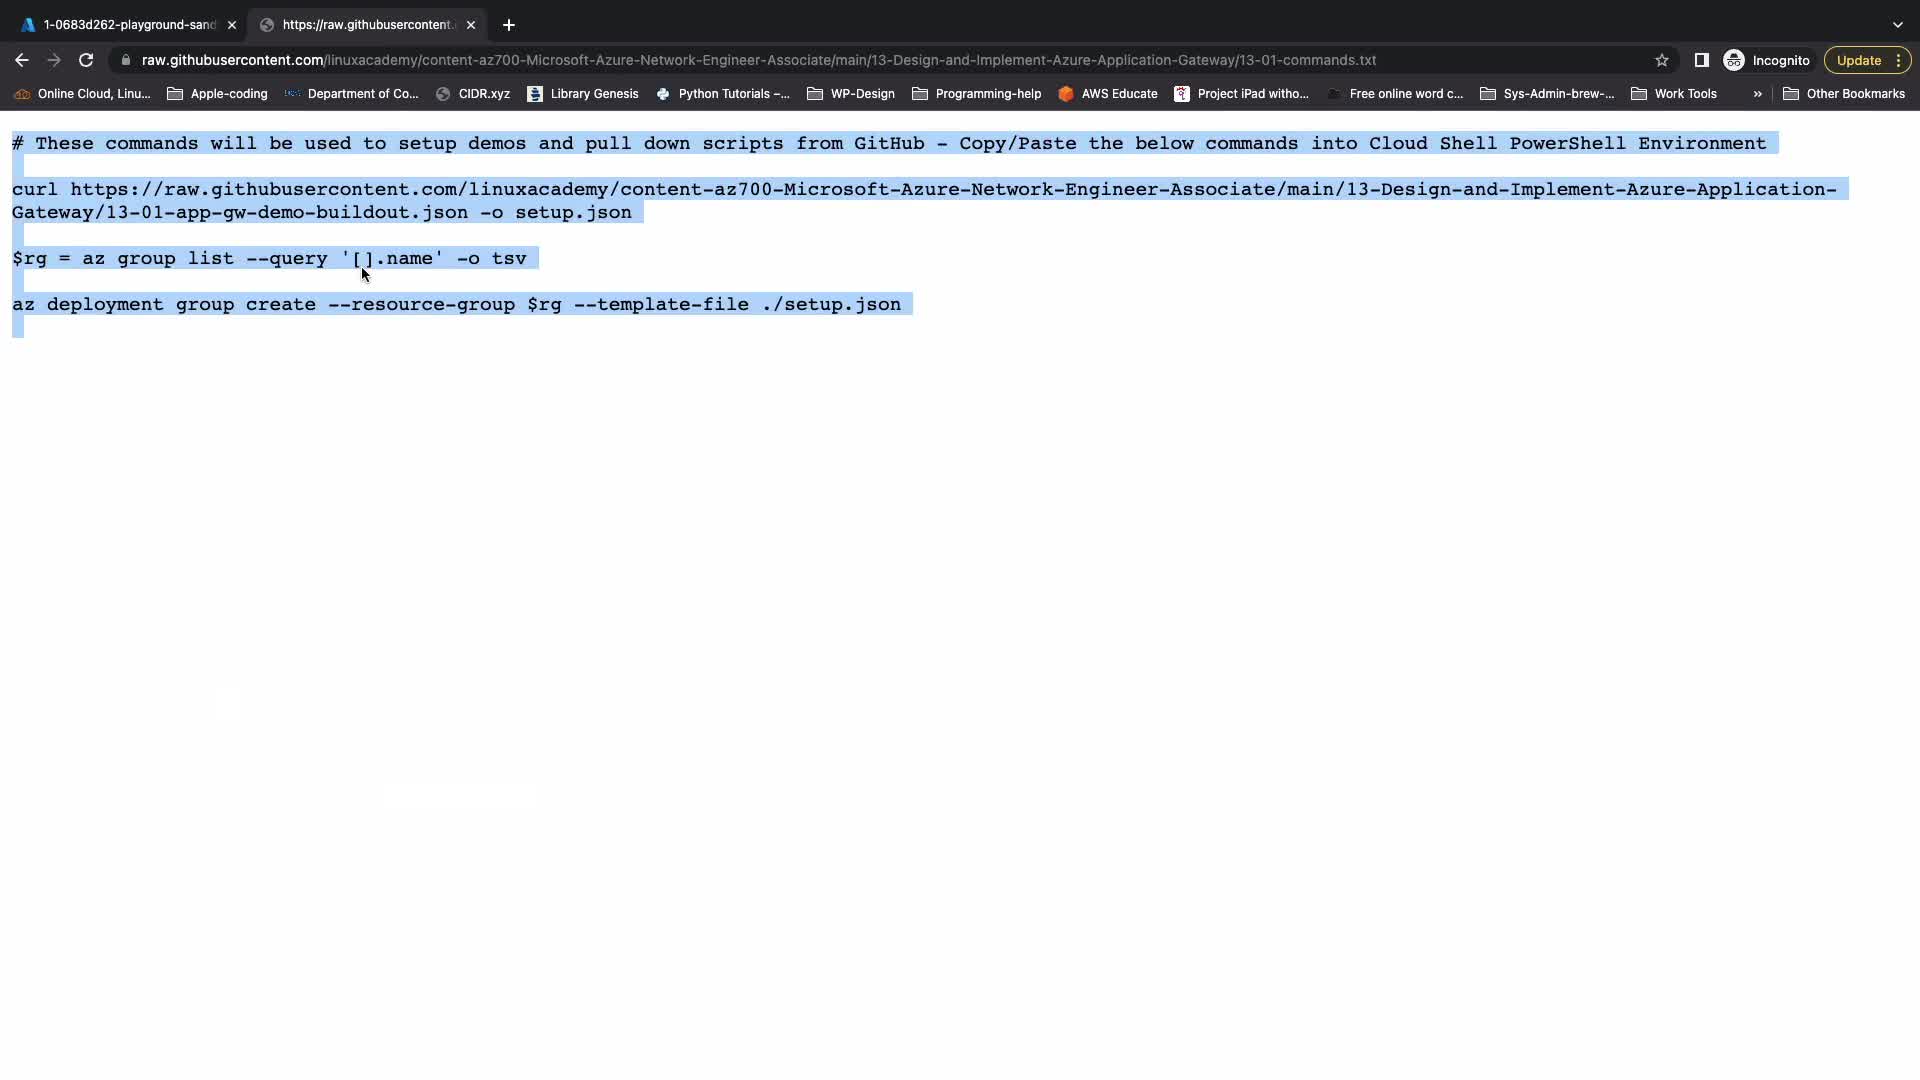 1-0683d262-playground-sand
https://raw.githubusercontent.
raw.githubusercontent.com/linuxacademy/content-az700-Microsoft-Azure-Network-Engineer-Associate/main/13-Design-and-Implement-Azure-Application-Gateway/13-01-commands.txt
Incognito
Update
Online Cloud, Linu...
Apple-coding
Department of Co...
CIDR.xyz
Library Genesis
Python Tutorials –...
WP-Design
Programming-help
AWS Educate
Project iPad witho...
Free online word c...
Sys-Admin-brew-...
Work Tools
»
Other Bookmarks
# These commands will be used to setup demos and pull down scripts from GitHub - Copy/Paste the below commands into Cloud Shell PowerShell Environment
curl https://raw.githubusercontent.com/linuxacademy/content-az700-Microsoft-Azure-Network-Engineer-Associate/main/13-Design-and-Implement-Azure-Application-
Gateway/13-01-app-gw-demo-buildout.json -o setup.json
$rg = az group list --query '[].name' -o tsv
az deployment group create --resource-group $rg --template-file ./setup.json